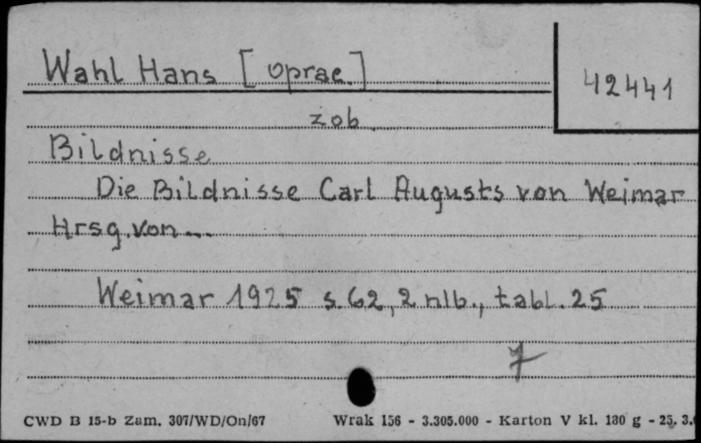 Wahl Hans [oprac.]
42441
zob.
Bildnisse
Die Bildnisse Carl Augusts von Weimar
Hrsg. von...
Weimar 1925 s. 62, 2 nlb., tabl. 25
7
CWD B 15-b Zam. 307/WD/On/67 Wrak 156 - 3.305.000 - Karton V kl. 180 g - 25. 3.